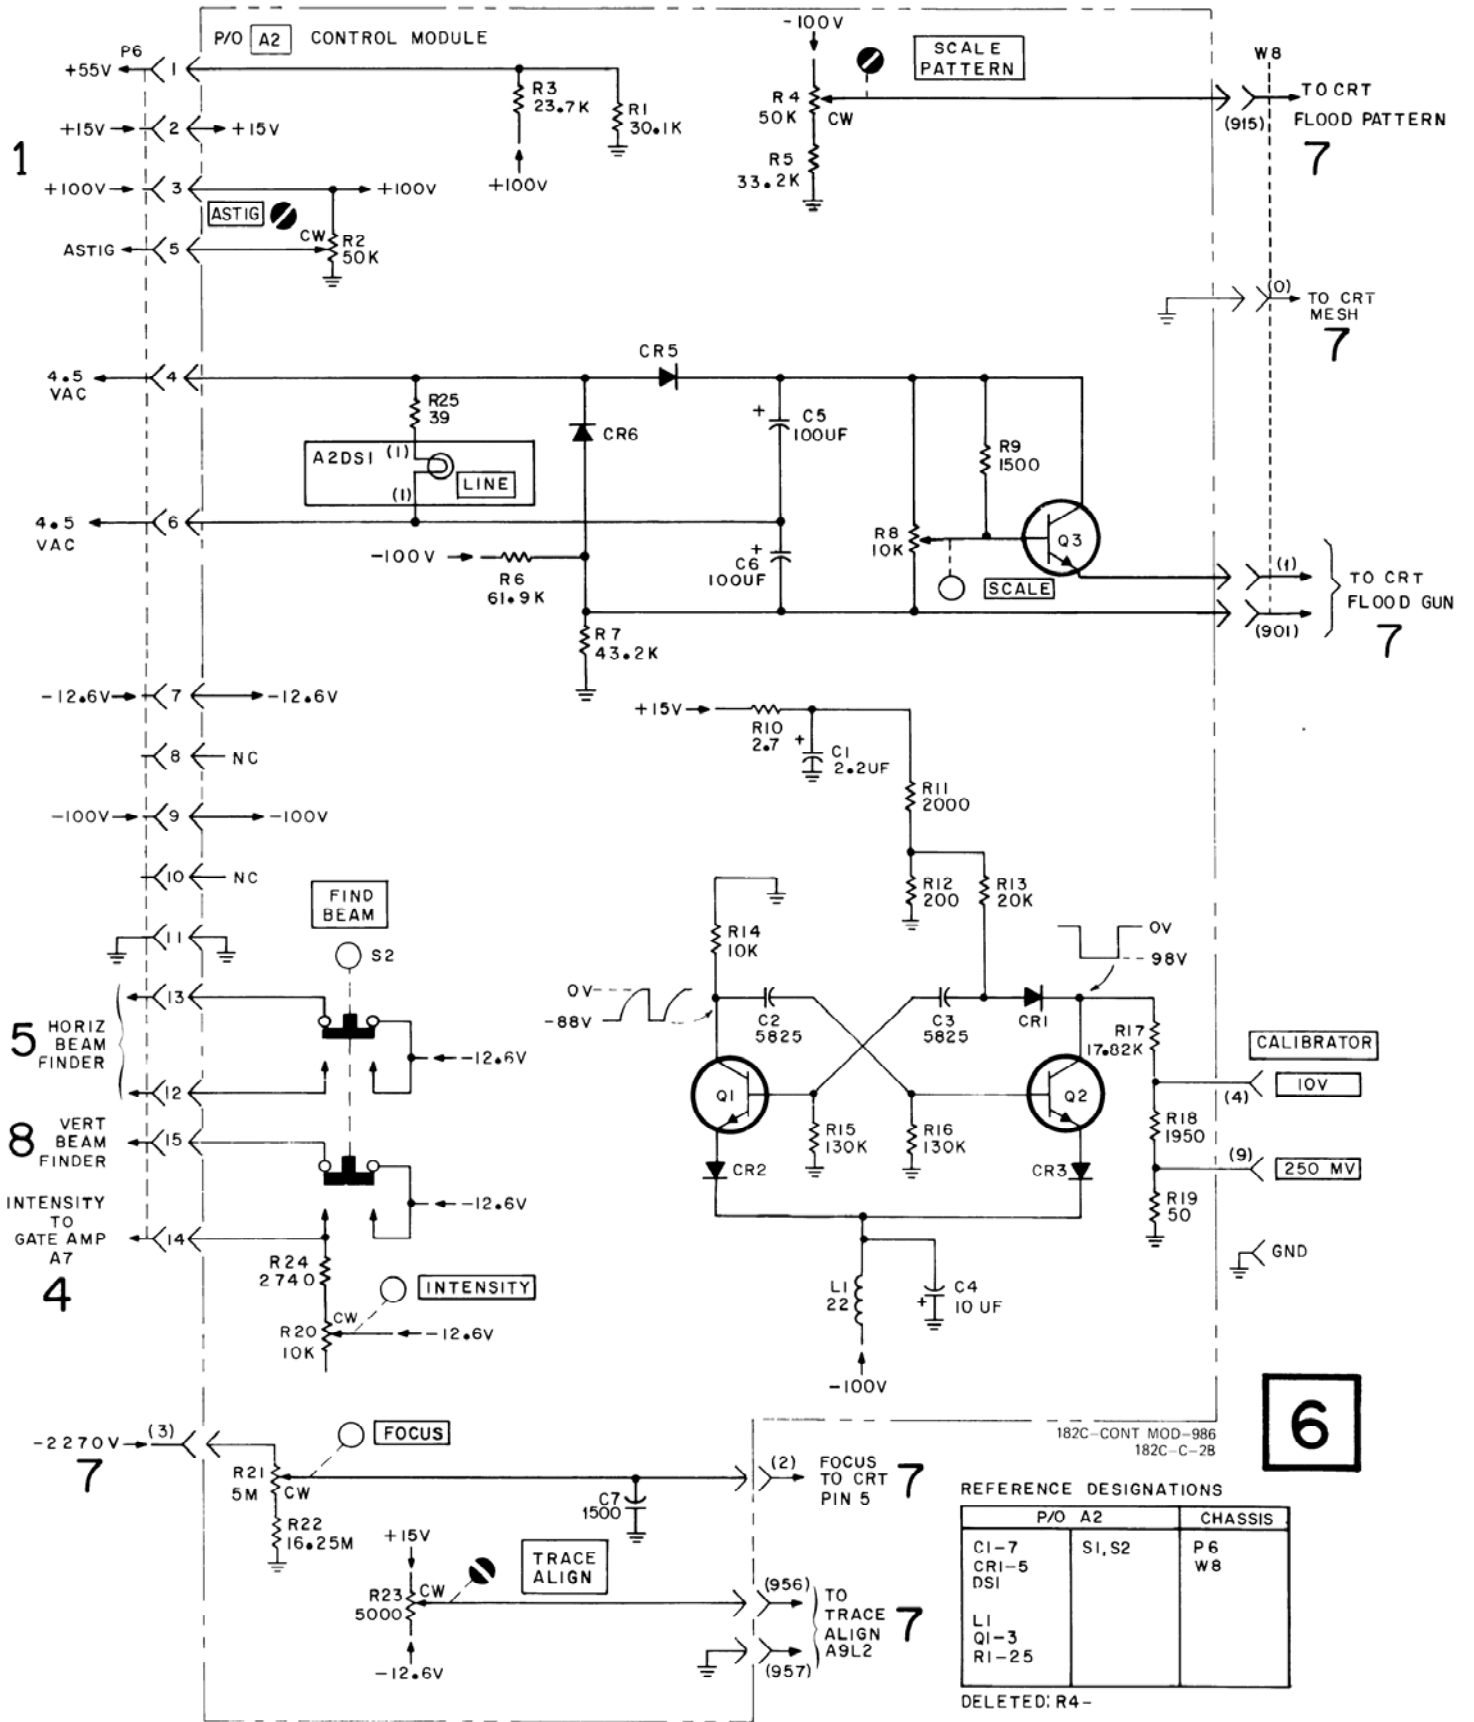 P/O A2 CONTROL MODULE
P6
+55V 1
+15V 2 +15V
1
+100V 3 +100V
ASTIG
ASTIG 5
CW R2
50K
R3
23.7K
+100V
R1
30.1K
-100V
R4
50K
CW
R5
33.2K
SCALE
PATTERN
W8
(915)
TO CRT
FLOOD PATTERN
7
(0)
TO CRT
MESH
7
4.5
VAC
4
R25
39
A2DS1 (1)
(1)
LINE
4.5
VAC
6
CR5
CR6
+ C5
100UF
+
C6
100UF
-100V
R6
61.9K
R7
43.2K
R8
10K
R9
1500
Q3
SCALE
(1)
(901)
TO CRT
FLOOD GUN
7
-12.6V 7 -12.6V
8 NC
-100V 9 -100V
10 NC
11
+15V
R10
2.7
+
C1
2.2UF
R11
2000
R12
200
R13
20K
R14
10K
0V
-88V
C2
5825
C3
5825
CR1
0V
-98V
R17
17.82K
CALIBRATOR
(4)
10V
R18
1950
(9)
250 MV
R19
50
GND
Q1
Q2
R15
130K
R16
130K
CR2
CR3
L1
22
+
C4
10 UF
-100V
FIND
BEAM
S2
13
12
5
HORIZ
BEAM
FINDER
-12.6V
8
VERT
BEAM
FINDER
15
-12.6V
INTENSITY
TO
GATE AMP
A7
4
14
R24
2740
CW
R20
10K
INTENSITY
-12.6V
-2270V (3)
7
FOCUS
R21
5M CW
R22
16.25M
C7
1500
(2)
FOCUS
TO CRT
PIN 5
7
+15V
R23
5000
CW
-12.6V
TRACE
ALIGN
(956)
(957)
TO
TRACE
ALIGN
A9L2
7
182C-CONT MOD-986
182C-C-28
6
REFERENCE DESIGNATIONS
P/O A2 CHASSIS
C1-7 S1, S2 P6
CR1-5 W8
DS1
L1
Q1-3
R1-25
DELETED: R4-